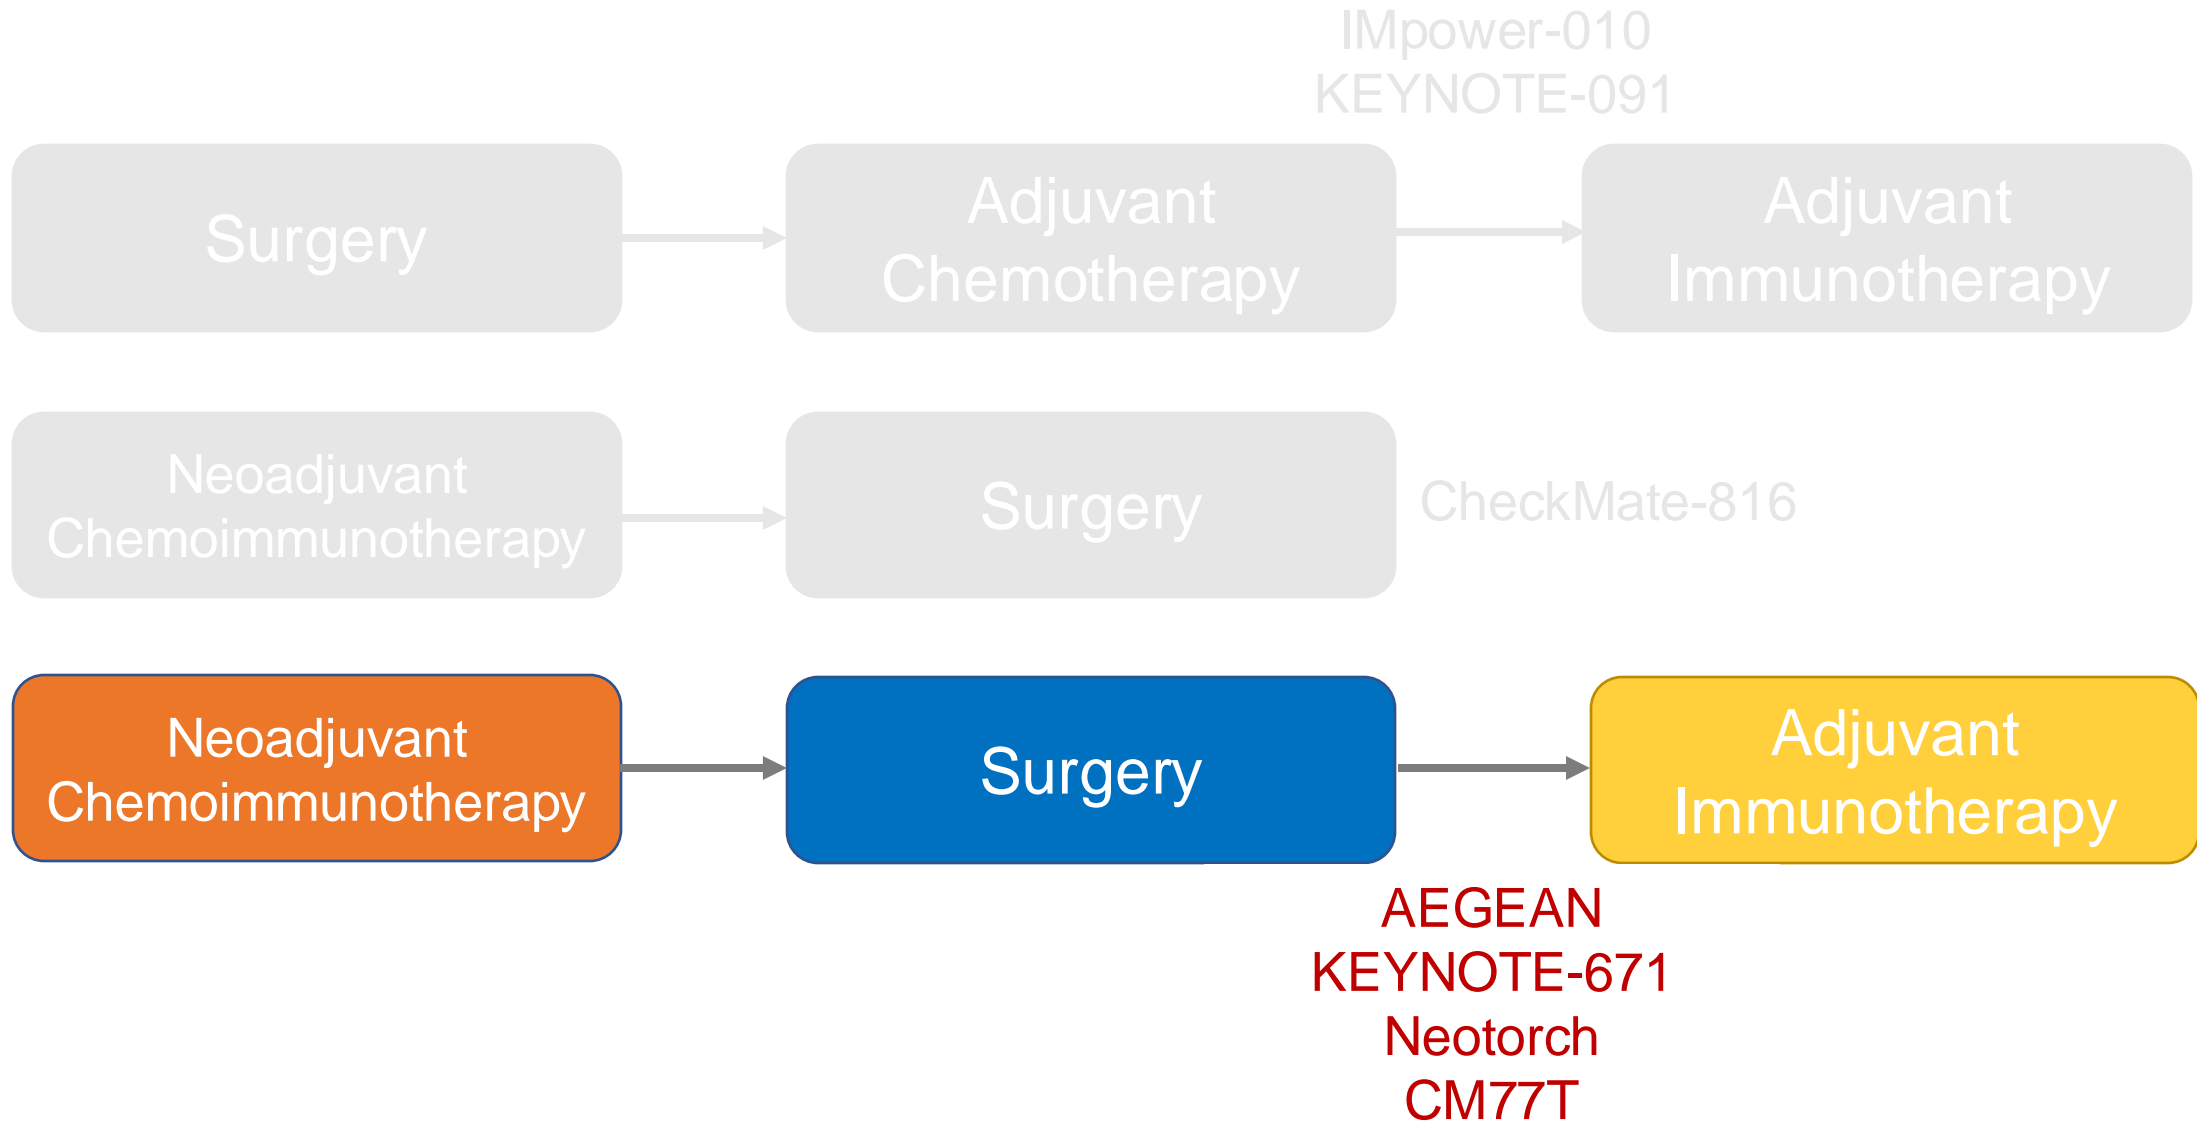 IMpower-010
KEYNOTE-091
Surgery
Adjuvant
Chemotherapy
Adjuvant
Immunotherapy
Neoadjuvant
Chemoimmunotherapy
Surgery
CheckMate-816
Neoadjuvant
Chemoimmunotherapy
Surgery
Adjuvant
Immunotherapy
AEGEAN
KEYNOTE-671
Neotorch
CM77T